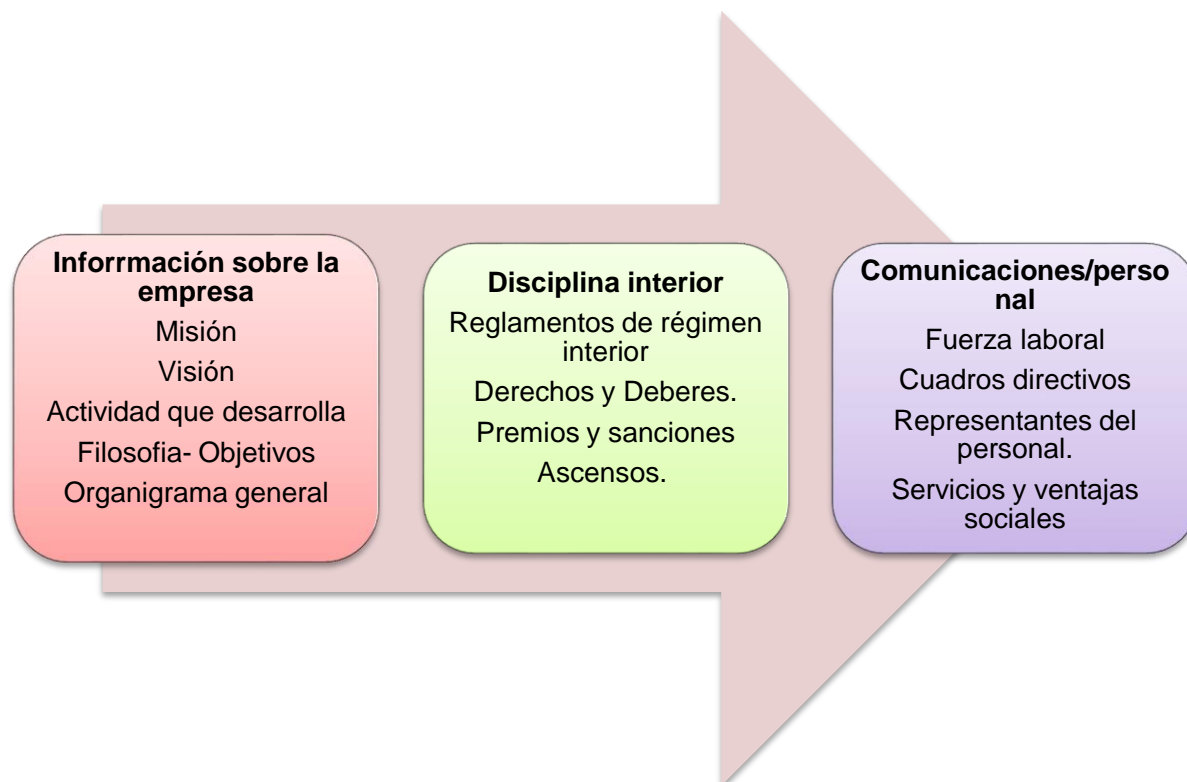 Inforrmación sobre la
empresa
Misión
Visión
Actividad que desarrolla
Filosofia- Objetivos
Organigrama general
Disciplina interior
Reglamentos de régimen
interior
Derechos y Deberes.
Premios y sanciones
Ascensos.
Comunicaciones/perso
nal
Fuerza laboral
Cuadros directivos
Representantes del
personal.
Servicios y ventajas
sociales